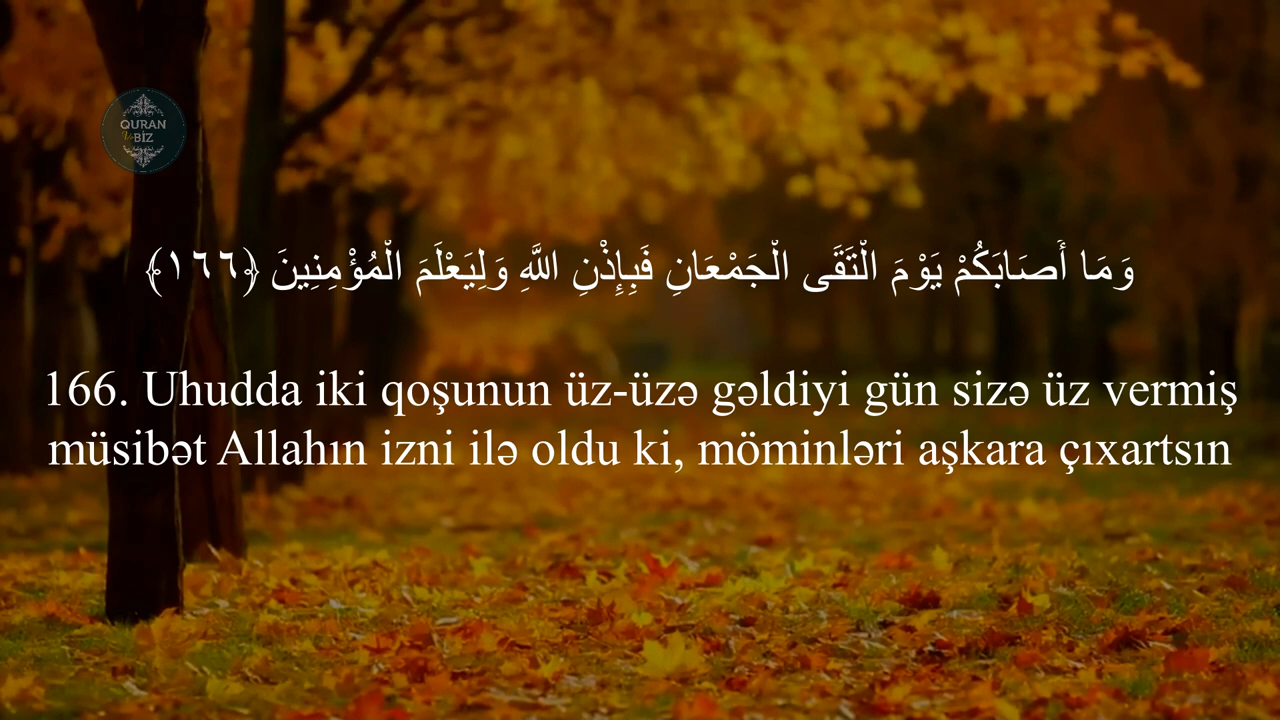 QURAN
Və
BİZ
وَمَا أَصَابَكُمْ يَوْمَ الْتَقَى الْجَمْعَانِ فَبِإِذْنِ اللَّهِ وَلِيَعْلَمَ الْمُؤْمِنِينَ ﴿١٦٦﴾
166. Uhudda iki qoşunun üz-üzə gəldiyi gün sizə üz vermiş
müsibət Allahın izni ilə oldu ki, möminləri aşkara çıxartsın